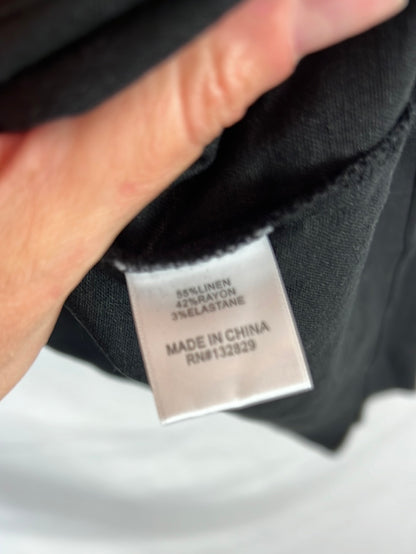 55%LINEN
42%RAYON
3%ELASTANE
MADE IN CHINA
RN#132829